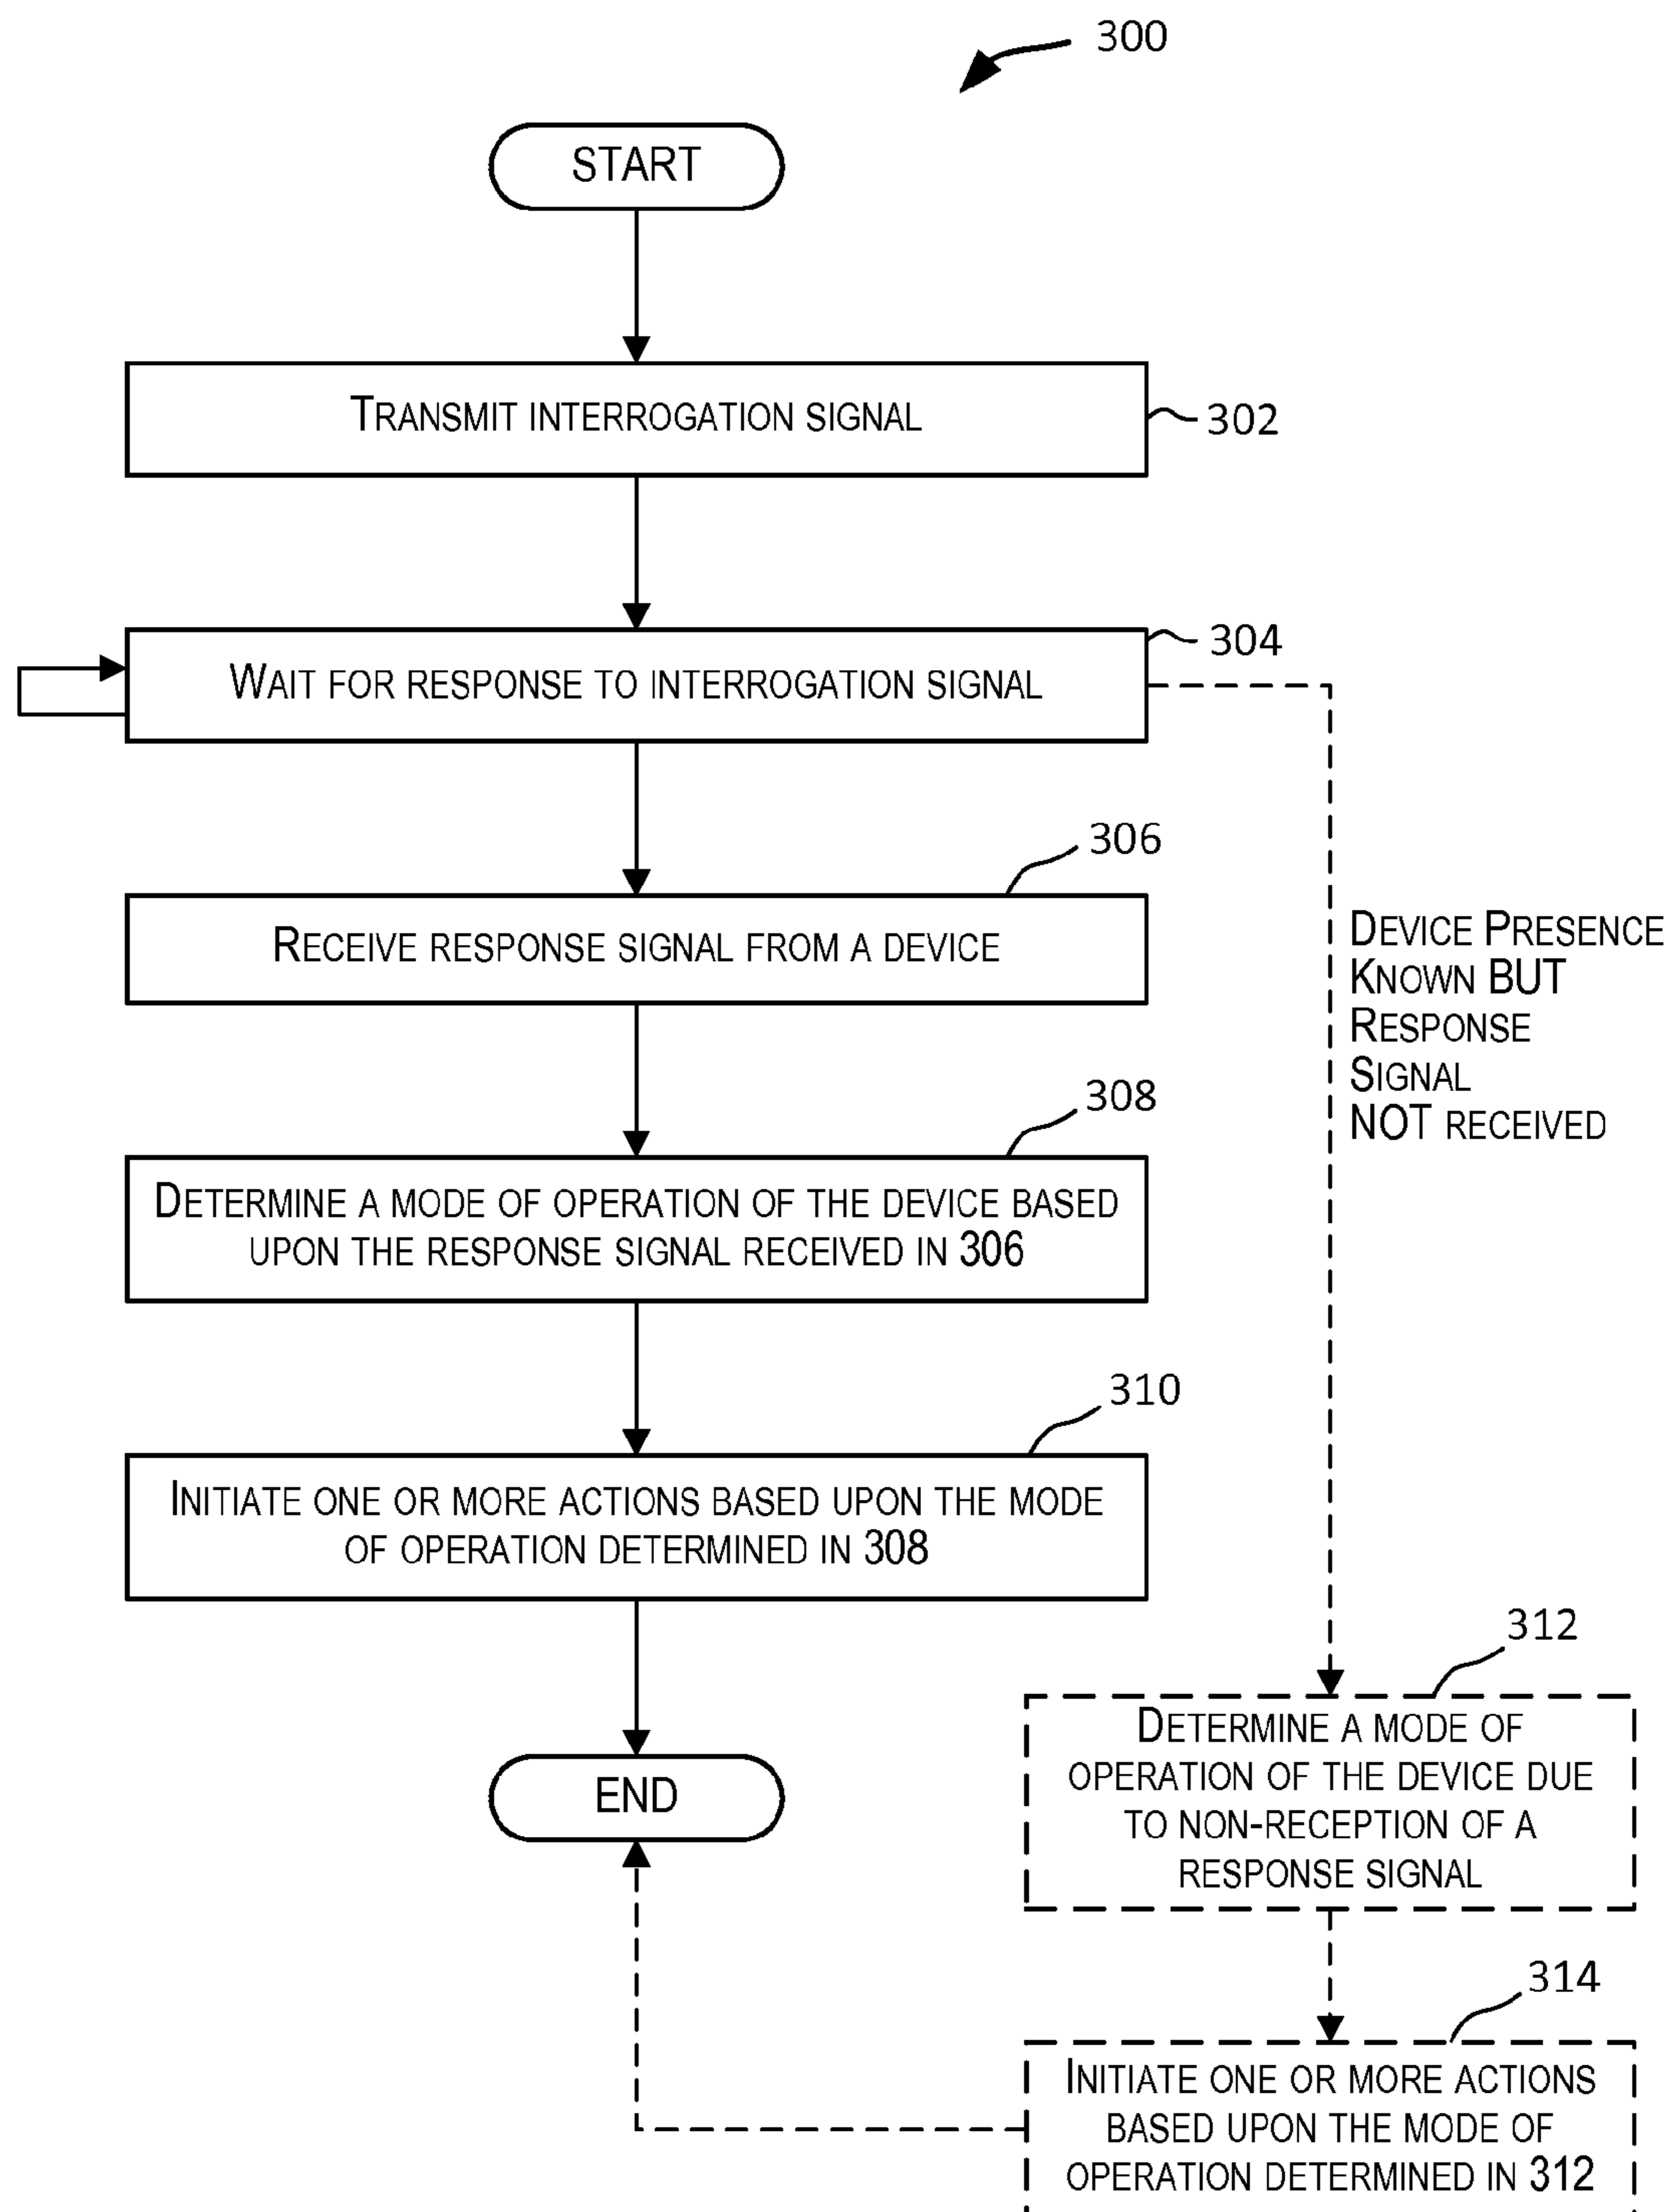 300
START
TRANSMIT INTERROGATION SIGNAL
302
WAIT FOR RESPONSE TO INTERROGATION SIGNAL
304
306
RECEIVE RESPONSE SIGNAL FROM A DEVICE
DEVICE PRESENCE
KNOWN BUT
RESPONSE
SIGNAL
NOT RECEIVED
308
DETERMINE A MODE OF OPERATION OF THE DEVICE BASED
UPON THE RESPONSE SIGNAL RECEIVED IN 306
310
INITIATE ONE OR MORE ACTIONS BASED UPON THE MODE
OF OPERATION DETERMINED IN 308
312
DETERMINE A MODE OF
OPERATION OF THE DEVICE DUE
TO NON-RECEPTION OF A
RESPONSE SIGNAL
END
314
INITIATE ONE OR MORE ACTIONS
BASED UPON THE MODE OF
OPERATION DETERMINED IN 312